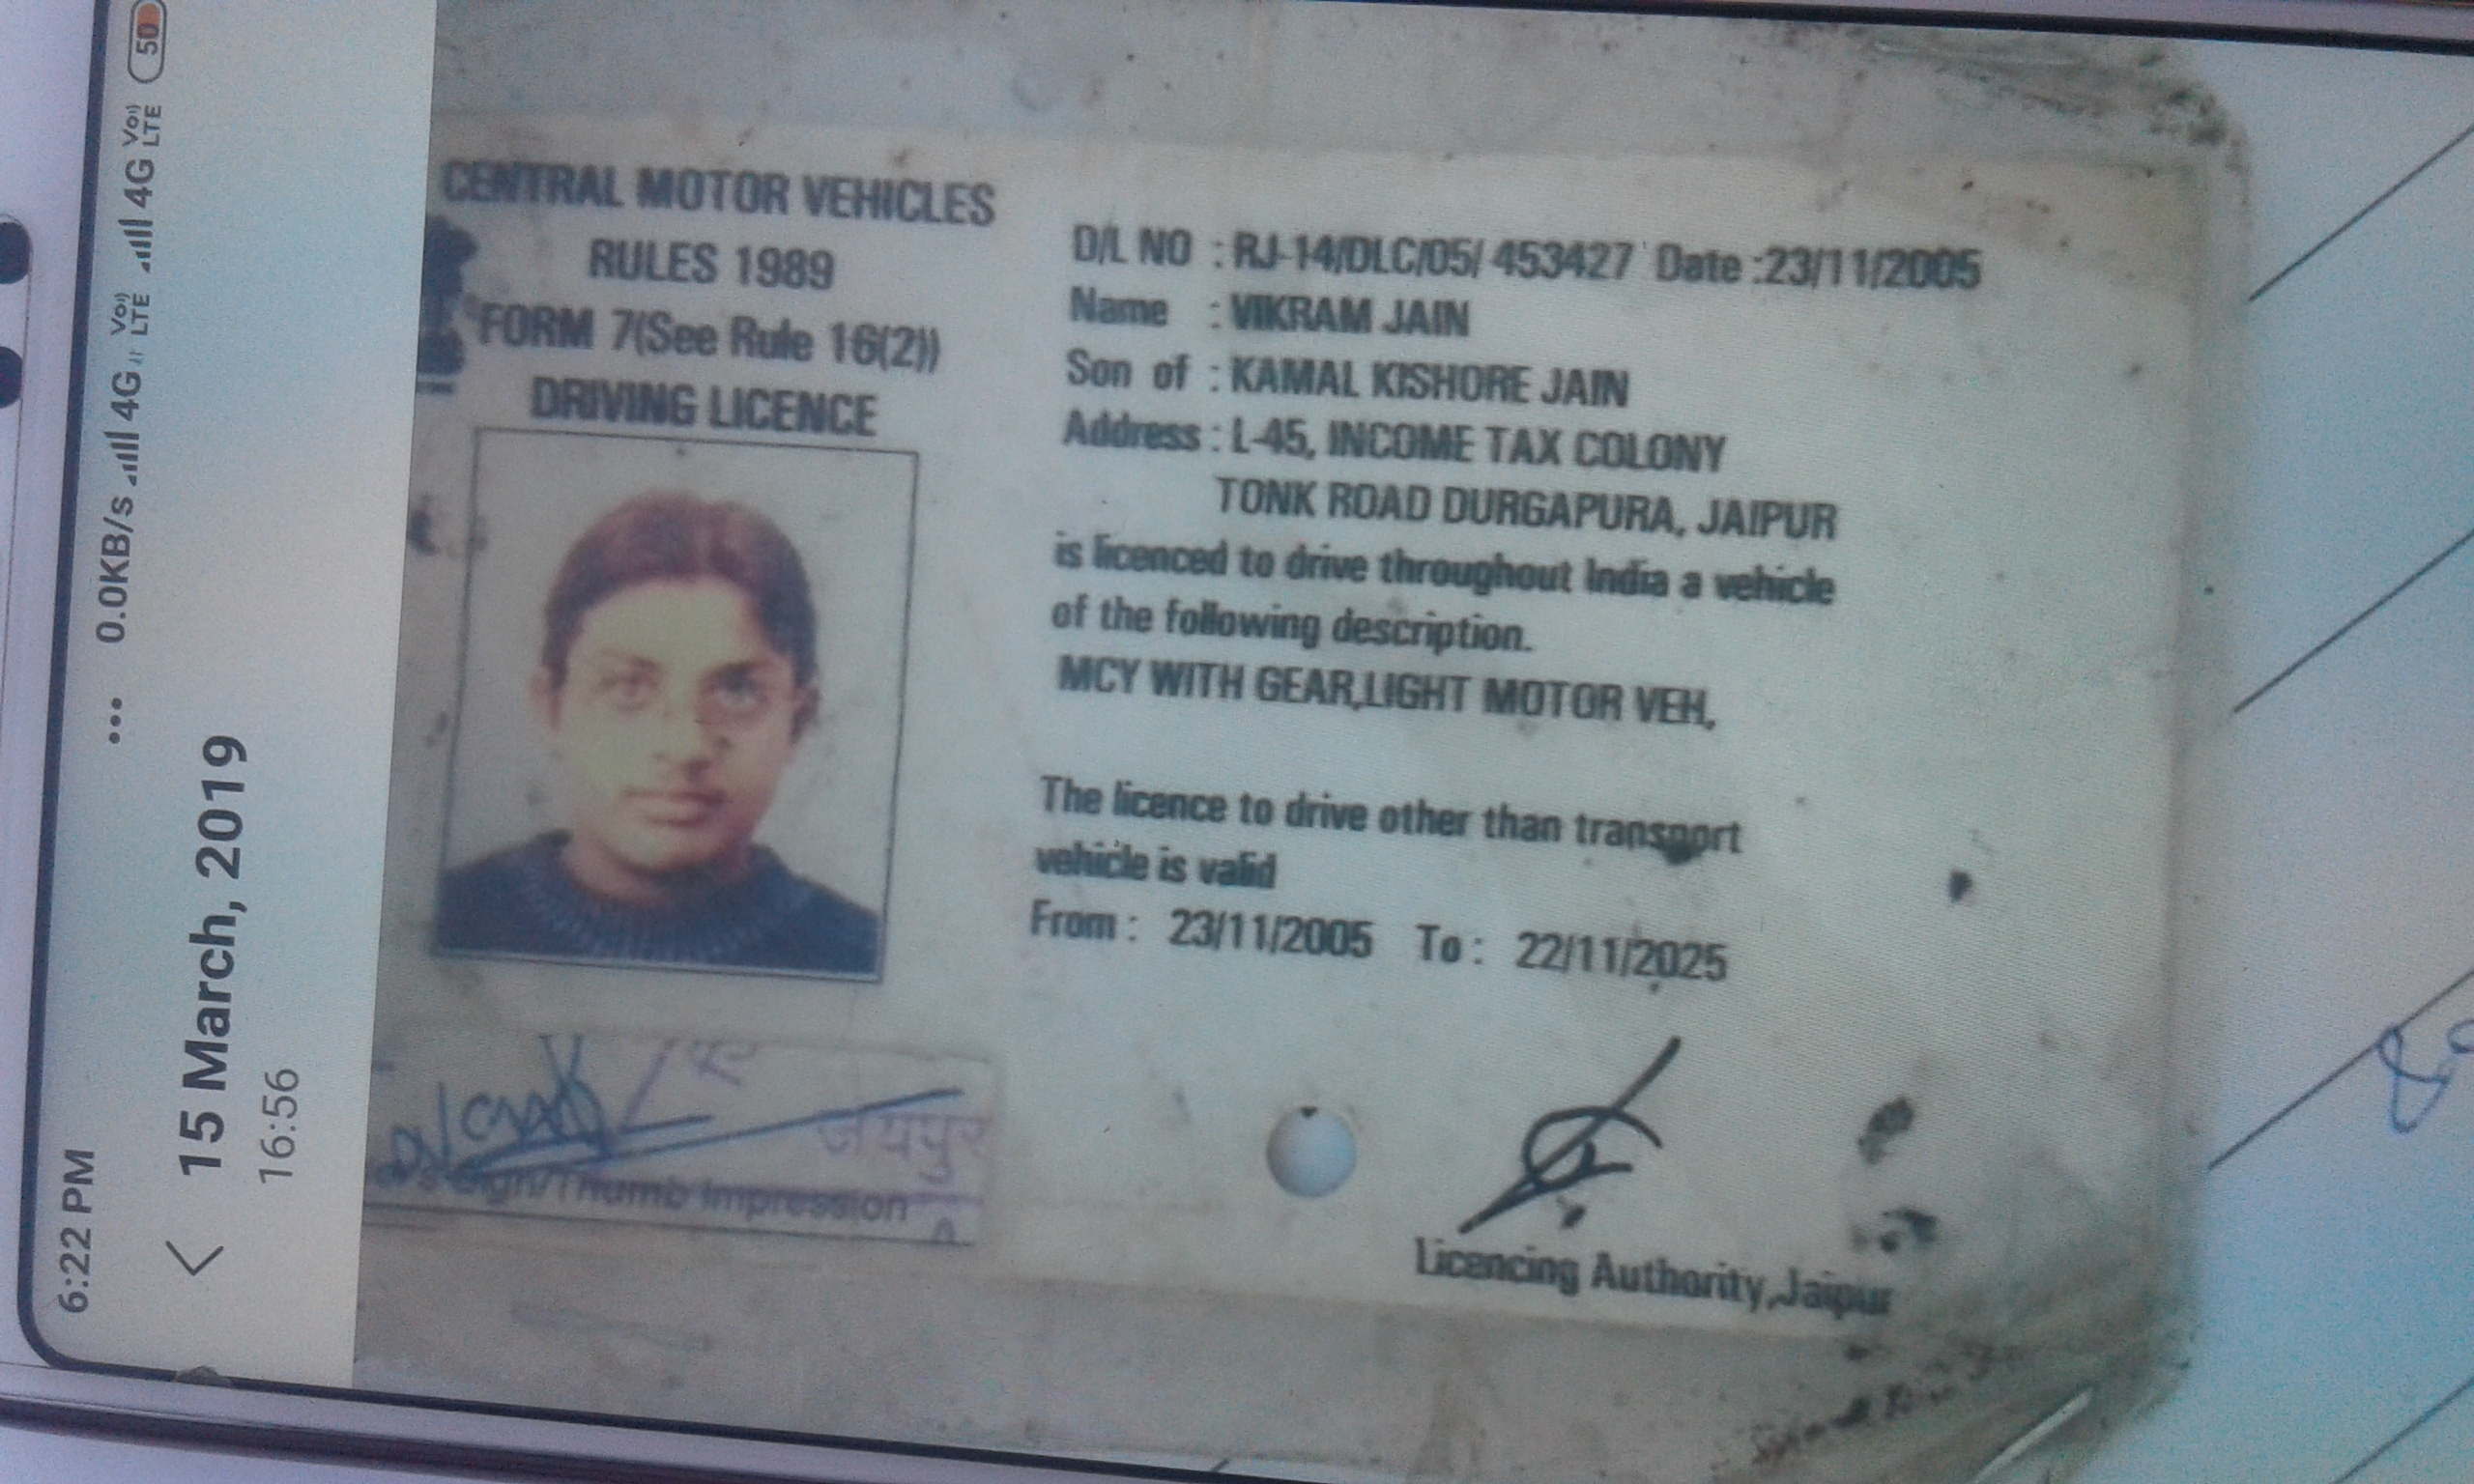 6:22 PM ... 0.0KB/s 4G Vo)) LTE 4G Vo)) LTE 50
15 March, 2019
16:56
CENTRAL MOTOR VEHICLES
RULES 1989
FORM 7(See Rule 16(2))
DRIVING LICENCE
D/L NO : RJ-14/DLC/05/ 453427 Date :23/11/2005
Name : VIKRAM JAIN
Son of : KAMAL KISHORE JAIN
Address : L-45, INCOME TAX COLONY
TONK ROAD DURGAPURA, JAIPUR
is licenced to drive throughout India a vehicle
of the following description.
MCY WITH GEAR,LIGHT MOTOR VEH,
The licence to drive other than transport
vehicle is valid
From : 23/11/2005 To : 22/11/2025
जयपुर
Sign/Thumb Impression
Licencing Authority,Jaipur